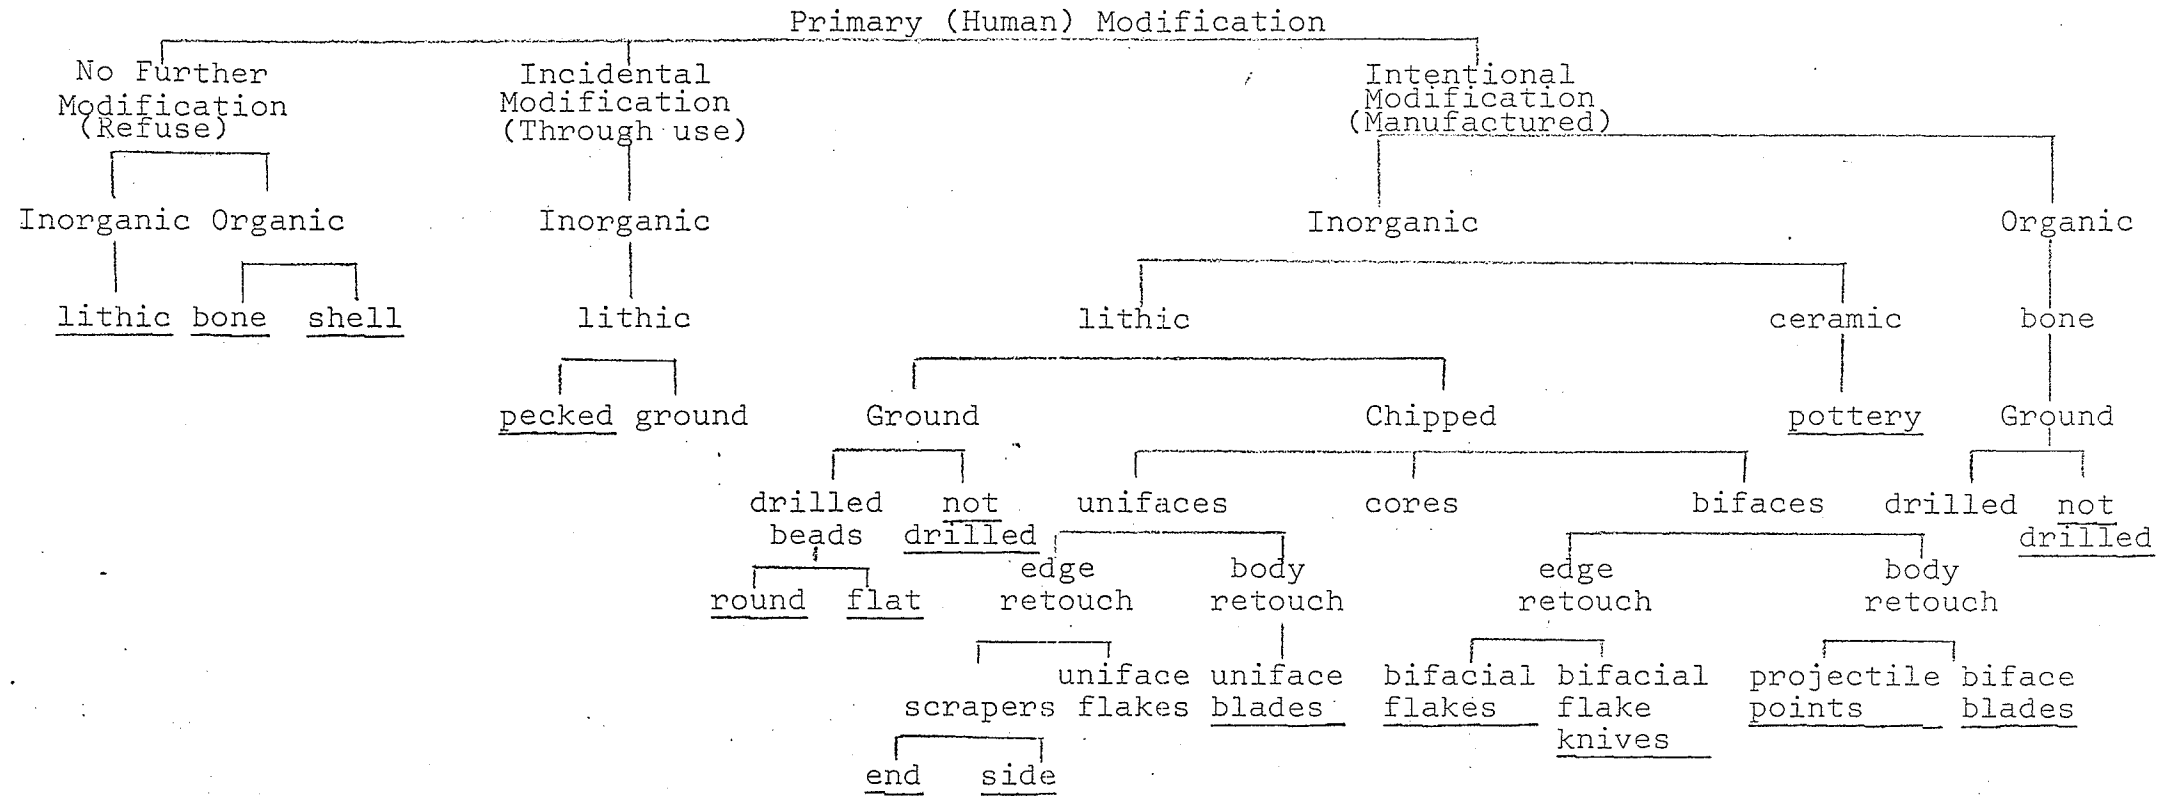 Primary (Human) Modification
No Further
Modification
(Refuse)
Incidental
Modification
(Through use)
Intentional
Modification
(Manufactured)
Inorganic Organic
Inorganic
Inorganic
Organic
lithic bone shell
lithic
lithic
ceramic
bone
pecked ground
Ground
Chipped
pottery
Ground
drilled
beads
not
drilled
unifaces
cores
bifaces
drilled
not
drilled
round flat
edge
retouch
body
retouch
edge
retouch
body
retouch
scrapers
uniface
flakes
uniface
blades
bifacial
flakes
bifacial
flake
knives
projectile
points
biface
blades
end side